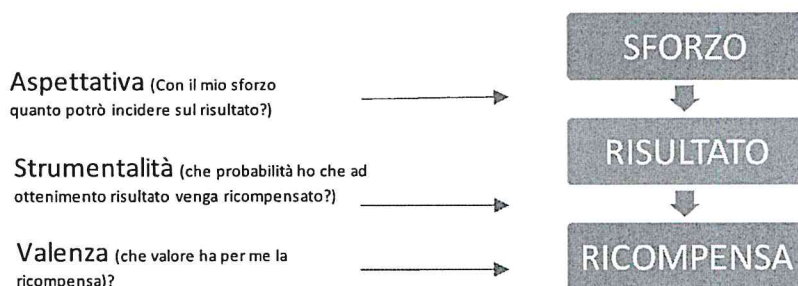 SFORZO
Aspettativa (Con il mio sforzo
quanto potrò incidere sul risultato?)
RISULTATO
Strumentalità (che probabilità ho che ad
ottenimento risultato venga ricompensato?)
Valenza (che valore ha per me la
ricompensa)?
RICOMPENSA